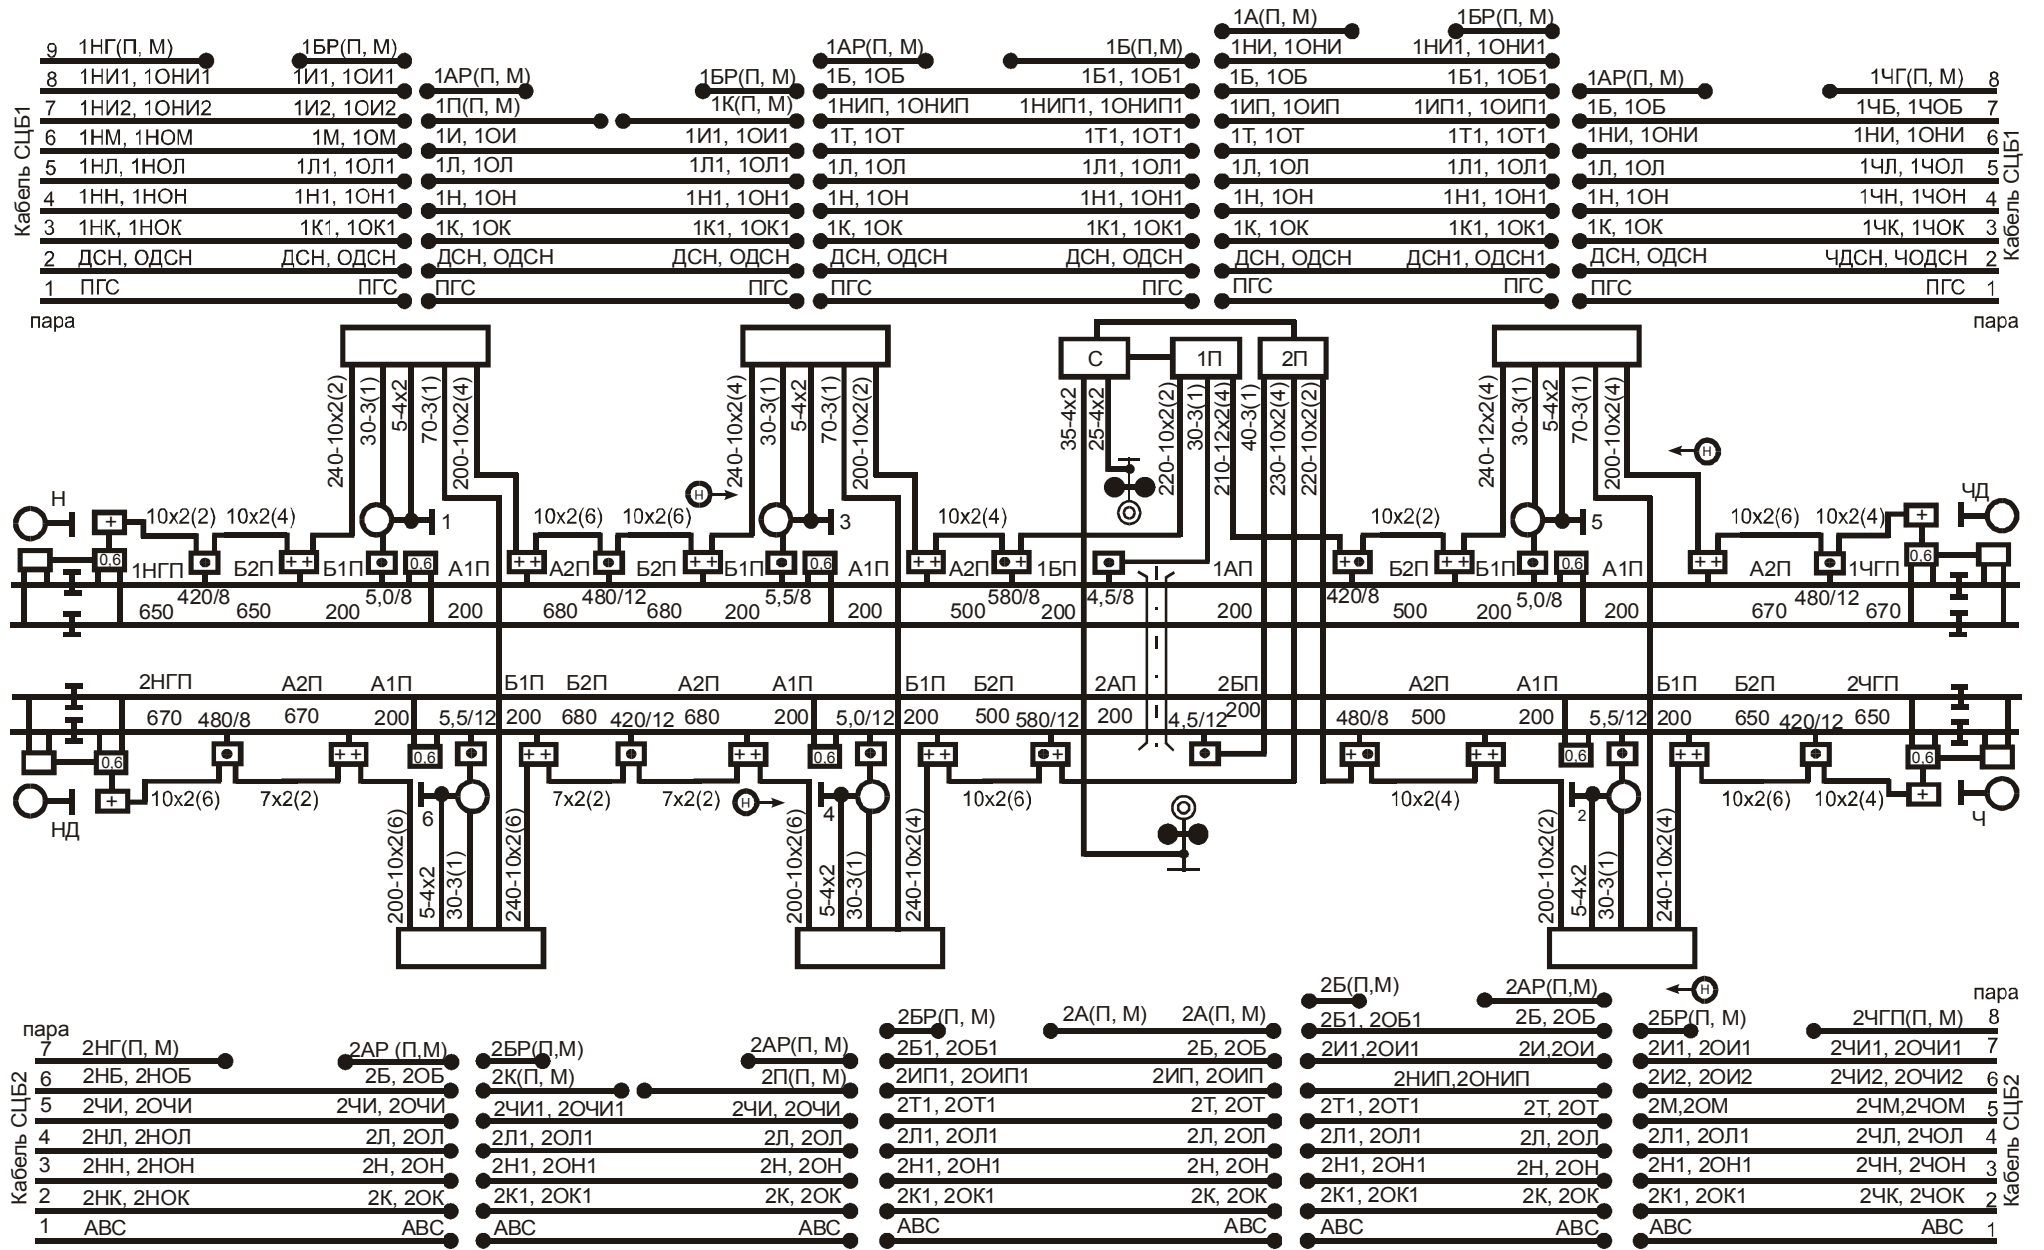 1А(П, М) 1БР(П, М)
9 1НГ(П, М) 1БР(П, М) 1АР(П, М) 1Б(П,М) 1НИ, 1ОНИ 1НИ1, 1ОНИ1
8 1НИ1, 1ОНИ1 1И1, 1ОИ1 1АР(П, М) 1БР(П, М) 1Б, 1ОБ 1Б1, 1ОБ1 1Б, 1ОБ 1Б1, 1ОБ1 1АР(П, М) 1ЧГ(П, М) 8
7 1НИ2, 1ОНИ2 1И2, 1ОИ2 1П(П, М) 1К(П, М) 1НИП, 1ОНИП 1НИП1, 1ОНИП1 1ИП, 1ОИП 1ИП1, 1ОИП1 1Б, 1ОБ 1ЧБ, 1ЧОБ 7
6 1НМ, 1НОМ 1М, 1ОМ 1И, 1ОИ 1И1, 1ОИ1 1Т, 1ОТ 1Т1, 1ОТ1 1Т, 1ОТ 1Т1, 1ОТ1 1НИ, 1ОНИ 1НИ, 1ОНИ 6
5 1НЛ, 1НОЛ 1Л1, 1ОЛ1 1Л, 1ОЛ 1Л1, 1ОЛ1 1Л, 1ОЛ 1Л1, 1ОЛ1 1Л, 1ОЛ 1Л1, 1ОЛ1 1Л, 1ОЛ 1ЧЛ, 1ЧОЛ 5
4 1НН, 1НОН 1Н1, 1ОН1 1Н, 1ОН 1Н1, 1ОН1 1Н, 1ОН 1Н1, 1ОН1 1Н, 1ОН 1Н1, 1ОН1 1Н, 1ОН 1ЧН, 1ЧОН 4
3 1НК, 1НОК 1К1, 1ОК1 1К, 1ОК 1К1, 1ОК1 1К, 1ОК 1К1, 1ОК1 1К, 1ОК 1К1, 1ОК1 1К, 1ОК 1ЧК, 1ЧОК 3
2 ДСН, ОДСН ДСН, ОДСН ДСН, ОДСН ДСН, ОДСН ДСН, ОДСН ДСН, ОДСН ДСН, ОДСН ДСН1, ОДСН1 ДСН, ОДСН ЧДСН, ЧОДСН 2
1 ПГС ПГС ПГС ПГС ПГС ПГС ПГС ПГС ПГС ПГС 1
Кабель СЦБ1
Кабель СЦБ1
пара пара
С 1П 2П
240-10х2(2) 30-3(1) 5-4х2 70-3(1) 200-10х2(4) 240-10х2(4) 30-3(1) 5-4х2 70-3(1) 200-10х2(2) 35-4х2 25-4х2 220-10х2(2) 30-3(1) 210-12х2(4) 40-3(1) 230-10х2(4) 220-10х2(2) 240-12х2(4) 30-3(1) 5-4х2 70-3(1) 200-10х2(4)
Н Н Н ЧД
+ 10х2(2) 10х2(4) 1 10х2(6) 10х2(6) 3 10х2(4) 10х2(2) 5 10х2(6) 10х2(4) +
0,6 ++ 0,6 ++ ++ 0,6 ++ + + ++ 0,6 ++ 0,6
1НГП Б2П Б1П А1П А2П Б2П Б1П А1П А2П 1БП 1АП Б2П Б1П А1П А2П 1ЧГП
420/8 5,0/8 480/12 5,5/8 580/8 4,5/8 420/8 5,0/8 480/12
650 650 200 200 680 680 200 200 500 200 200 500 200 200 670 670
2НГП А2П А1П Б1П Б2П А2П А1П Б1П Б2П 2АП 2БП А2П А1П Б1П Б2П 2ЧГП
670 480/8 670 200 5,5/12 200 680 420/12 680 200 5,0/12 200 500 580/12 200 4,5/12 200 480/8 500 200 5,5/12 200 650 420/12 650
0,6 ++ 0,6 ++ ++ 0,6 ++ + + ++ 0,6 ++ 0,6
+ 10х2(6) 7х2(2) 7х2(2) Н 10х2(6) 10х2(4) 10х2(6) 10х2(4) +
НД 6 4 2 Ч
200-10х2(6) 5-4х2 30-3(1) 240-10х2(6) 200-10х2(6) 5-4х2 30-3(1) 240-10х2(4) 200-10х2(2) 5-4х2 30-3(1) 240-10х2(4)
2Б(П,М) 2АР(П,М) Н
пара пара
2БР(П, М) 2А(П, М) 2А(П, М) 2Б1, 2ОБ1 2Б, 2ОБ 2БР(П, М) 2ЧГП(П, М) 8
7 2НГ(П, М) 2АР (П,М) 2БР(П,М) 2АР(П, М) 2Б1, 2ОБ1 2Б, 2ОБ 2И1,2ОИ1 2И,2ОИ 2И1, 2ОИ1 2ЧИ1, 2ОЧИ1 7
6 2НБ, 2НОБ 2Б, 2ОБ 2К(П, М) 2П(П, М) 2ИП1, 2ОИП1 2ИП, 2ОИП 2НИП,2ОНИП 2И2, 2ОИ2 2ЧИ2, 2ОЧИ2 6
5 2ЧИ, 2ОЧИ 2ЧИ, 2ОЧИ 2ЧИ1, 2ОЧИ1 2ЧИ, 2ОЧИ 2Т1, 2ОТ1 2Т, 2ОТ 2Т1, 2ОТ1 2Т, 2ОТ 2М,2ОМ 2ЧМ,2ЧОМ 5
4 2НЛ, 2НОЛ 2Л, 2ОЛ 2Л1, 2ОЛ1 2Л, 2ОЛ 2Л1, 2ОЛ1 2Л, 2ОЛ 2Л1, 2ОЛ1 2Л, 2ОЛ 2Л1, 2ОЛ1 2ЧЛ, 2ЧОЛ 4
3 2НН, 2НОН 2Н, 2ОН 2Н1, 2ОН1 2Н, 2ОН 2Н1, 2ОН1 2Н, 2ОН 2Н1, 2ОН1 2Н, 2ОН 2Н1, 2ОН1 2ЧН, 2ЧОН 3
2 2НК, 2НОК 2К, 2ОК 2К1, 2ОК1 2К, 2ОК 2К1, 2ОК1 2К, 2ОК 2К1, 2ОК1 2К, 2ОК 2К1, 2ОК1 2ЧК, 2ЧОК 2
1 АВС АВС АВС АВС АВС АВС АВС АВС АВС АВС 1
Кабель СЦБ2
Кабель СЦБ2